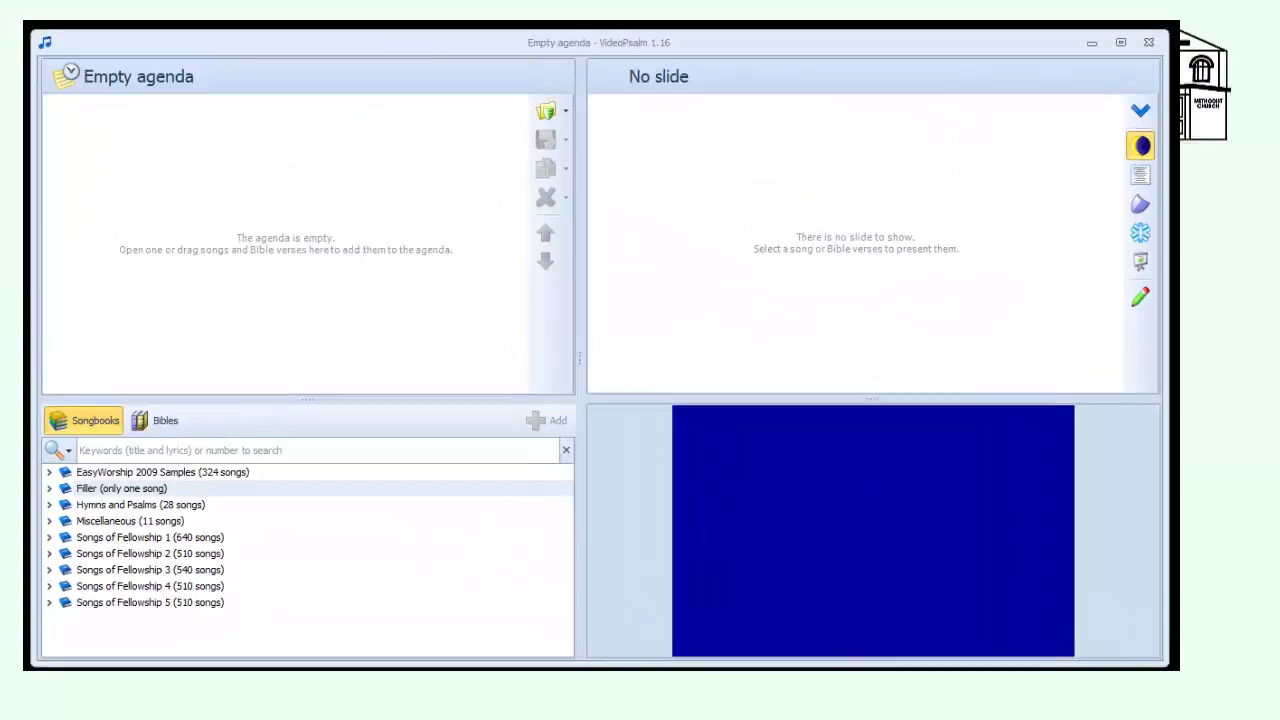 Empty agenda - VideoPsalm 1.16
Empty agenda
No slide
METHODIST
CHURCH
The agenda is empty.
Open one or drag songs and Bible verses here to add them to the agenda.
There is no slide to show.
Select a song or Bible verses to present them.
Songbooks
Bibles
Add
Keywords (title and lyrics) or number to search
EasyWorship 2009 Samples (324 songs)
Filler (only one song)
Hymns and Psalms (28 songs)
Miscellaneous (11 songs)
Songs of Fellowship 1 (640 songs)
Songs of Fellowship 2 (510 songs)
Songs of Fellowship 3 (540 songs)
Songs of Fellowship 4 (510 songs)
Songs of Fellowship 5 (510 songs)